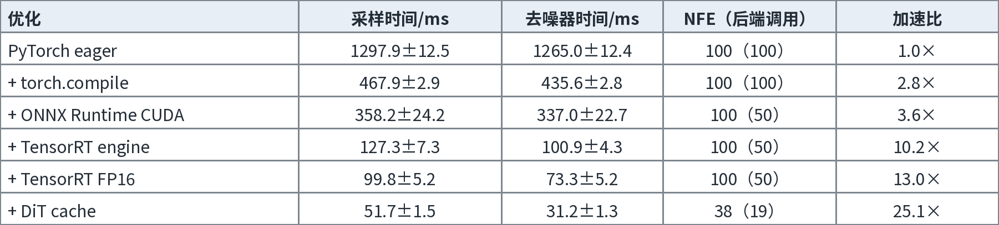 优化 采样时间/ms 去噪器时间/ms NFE（后端调用） 加速比
PyTorch eager 1297.9±12.5 1265.0±12.4 100（100） 1.0×
+ torch.compile 467.9±2.9 435.6±2.8 100（100） 2.8×
+ ONNX Runtime CUDA 358.2±24.2 337.0±22.7 100（50） 3.6×
+ TensorRT engine 127.3±7.3 100.9±4.3 100（50） 10.2×
+ TensorRT FP16 99.8±5.2 73.3±5.2 100（50） 13.0×
+ DiT cache 51.7±1.5 31.2±1.3 38（19） 25.1×